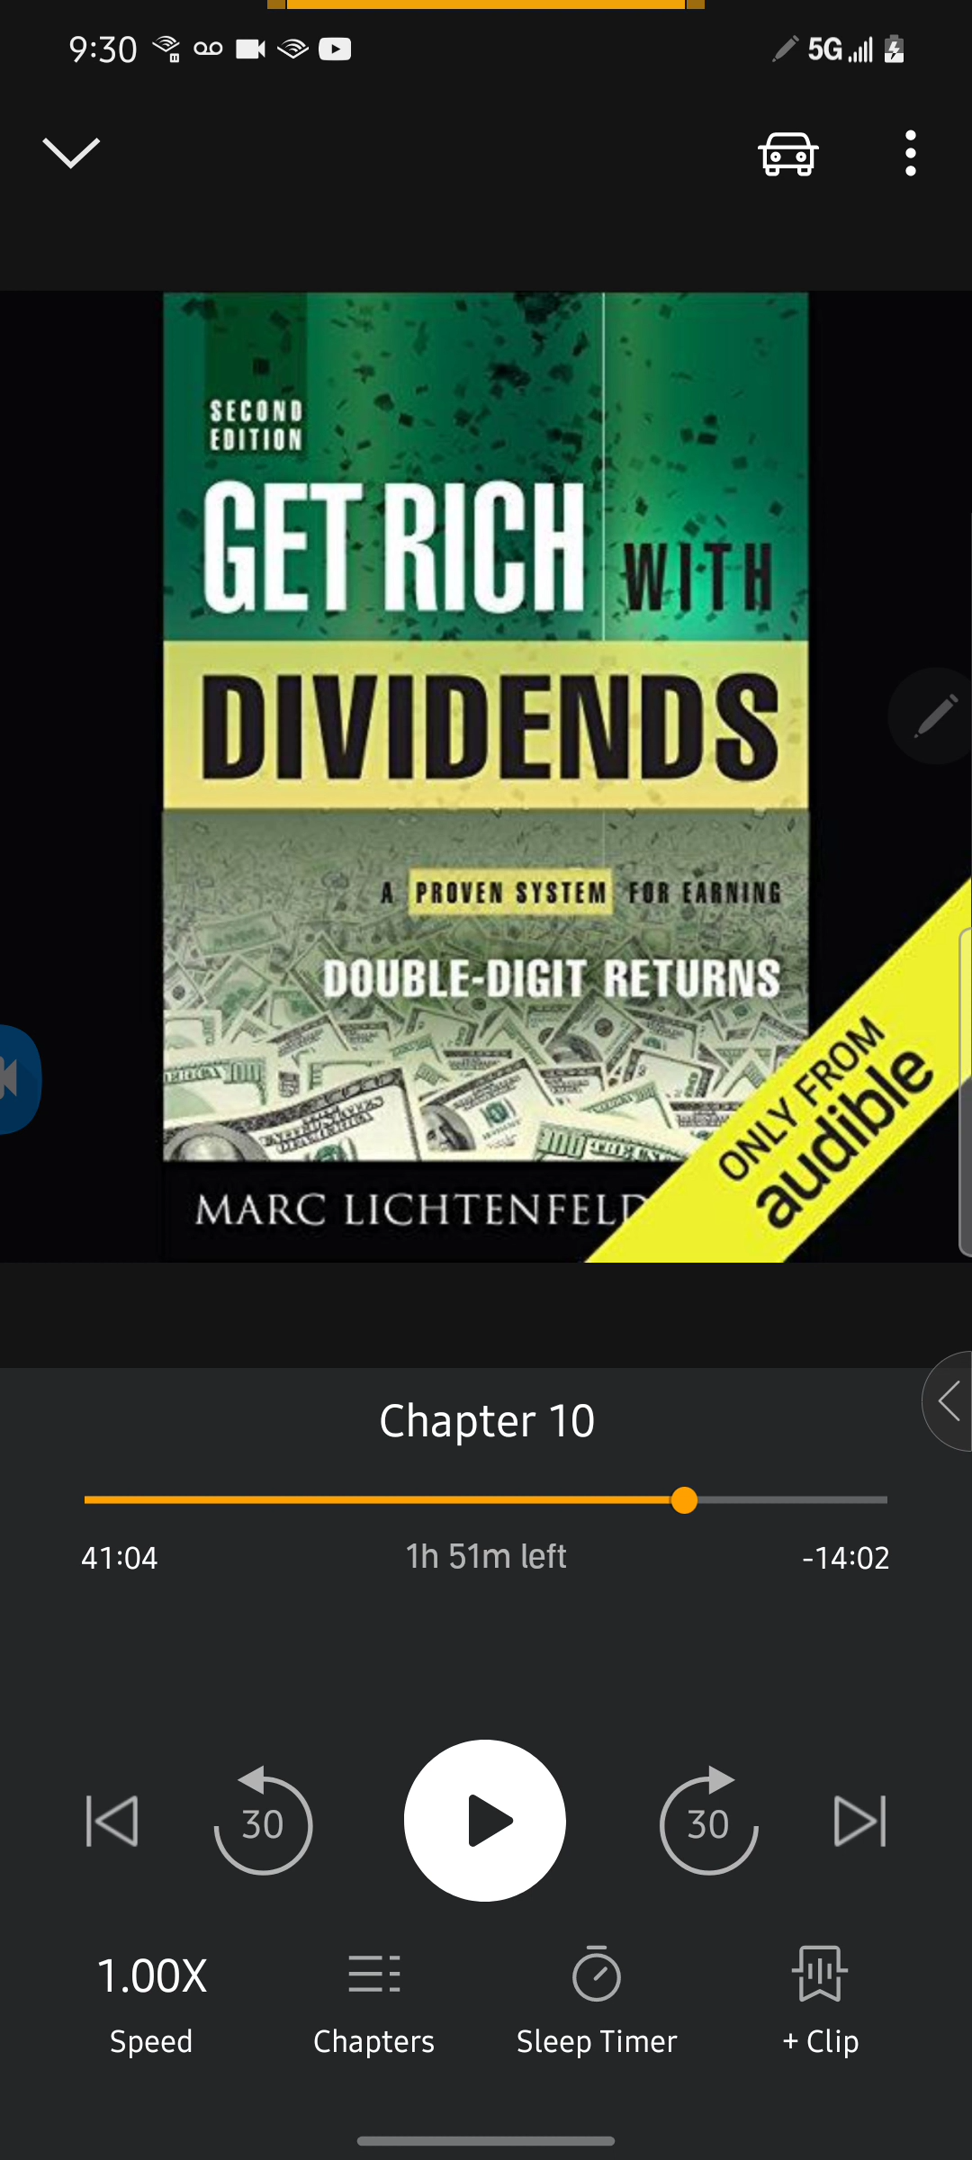 9:30
5G
SECOND
EDITION
GET RICH WITH
DIVIDENDS
A PROVEN SYSTEM FOR EARNING
DOUBLE-DIGIT RETURNS
ONLY FROM
audible
MARC LICHTENFELD
Chapter 10
41:04 1h 51m left -14:02
30 30
1.00X
Speed Chapters Sleep Timer + Clip